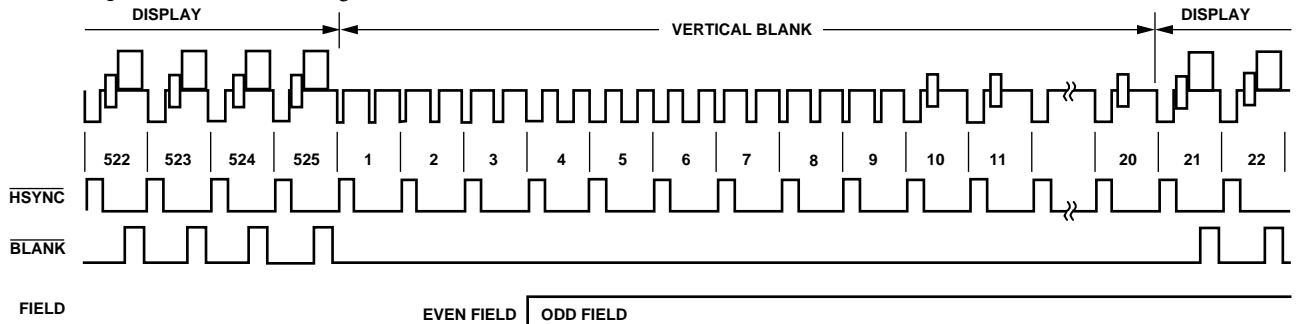 DISPLAY VERTICAL BLANK DISPLAY
522 523 524 525 1 2 3 4 5 6 7 8 9 10 11 20 21 22
HSYNC
BLANK
FIELD EVEN FIELD ODD FIELD